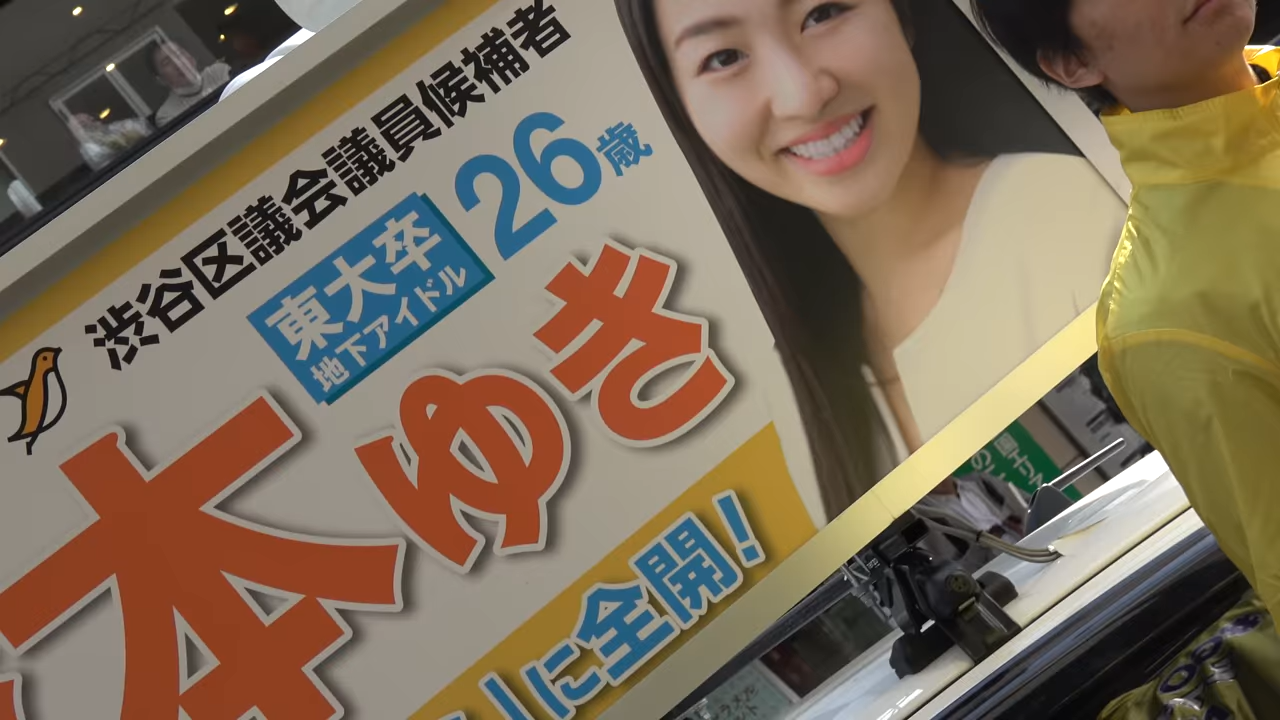 渋谷区議会議員候補者
東大卒
地下アイドル
26歳
本ゆき
に全開!